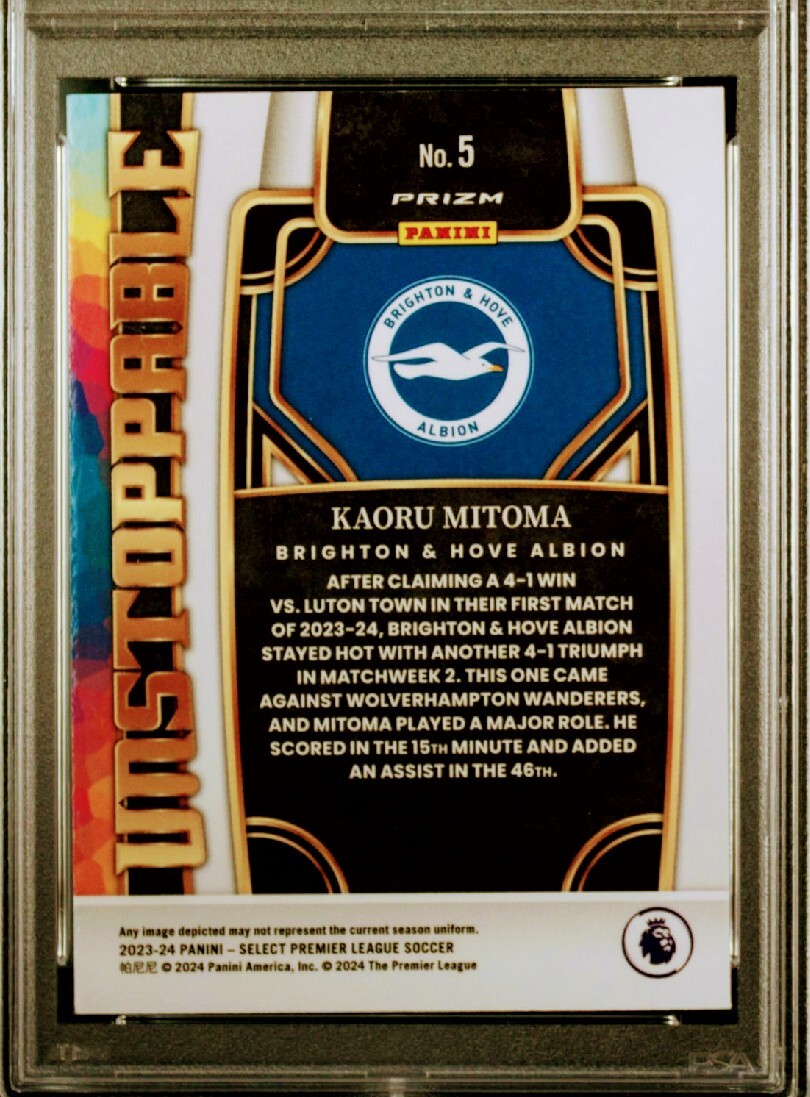 UNSTOPPABLE
No. 5
PRIZM
PANINI
BRIGHTON & HOVE
ALBION
KAORU MITOMA
BRIGHTON & HOVE ALBION
AFTER CLAIMING A 4-1 WIN
VS. LUTON TOWN IN THEIR FIRST MATCH
OF 2023-24, BRIGHTON & HOVE ALBION
STAYED HOT WITH ANOTHER 4-1 TRIUMPH
IN MATCHWEEK 2. THIS ONE CAME
AGAINST WOLVERHAMPTON WANDERERS,
AND MITOMA PLAYED A MAJOR ROLE. HE
SCORED IN THE 15TH MINUTE AND ADDED
AN ASSIST IN THE 46TH.
Any image depicted may not represent the current season uniform.
2023-24 PANINI – SELECT PREMIER LEAGUE SOCCER
帕尼尼 © 2024 Panini America, Inc. © 2024 The Premier League
PSA